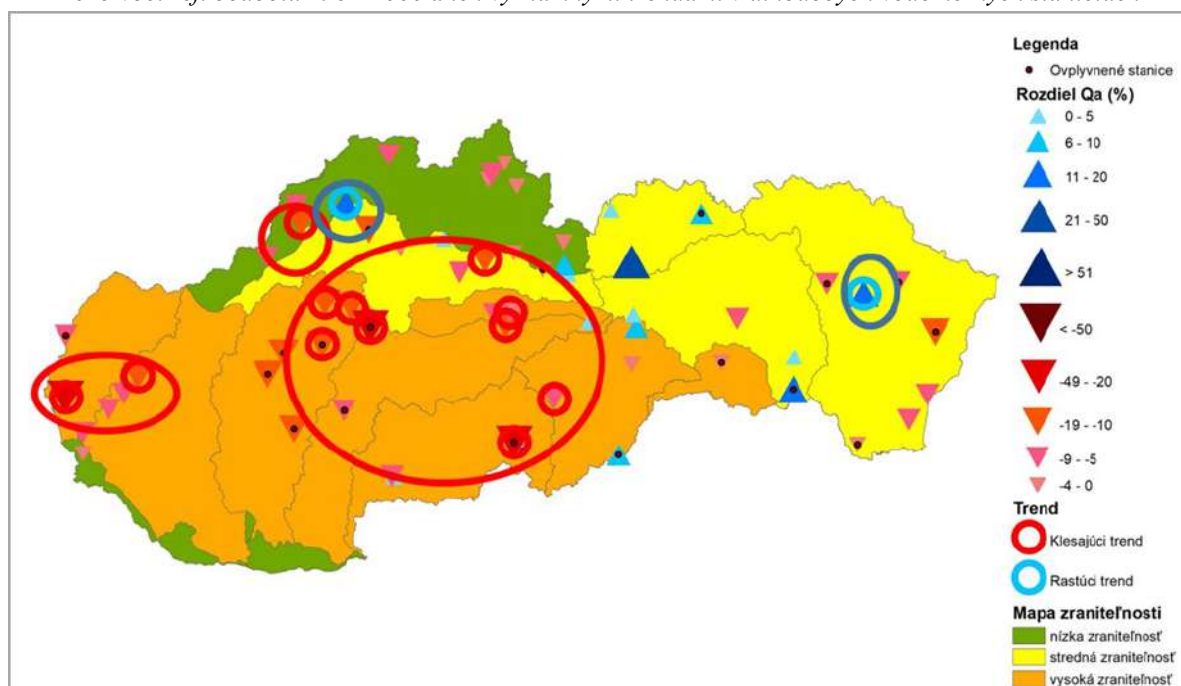 Legenda
Ovplyvnené stanice
Rozdiel Qa (%)
0 - 5
6 - 10
11 - 20
21 - 50
> 51
< -50
-49 - -20
-19 - -10
-9 - -5
-4 - 0
Trend
Klesajúci trend
Rastúci trend
Mapa zraniteľnosti
nízka zraniteľnosť
stredná zraniteľnosť
vysoká zraniteľnosť